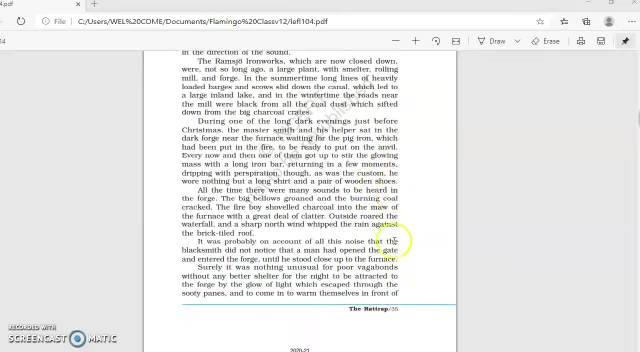 4.pdf
File | C:/Users/WEL%20COME/Documents/Flamingo%20Classv12/lefl104.pdf
14
Draw
Erase
in the direction of the sound.
The Ramsjö Ironworks, which are now closed down,
were, not so long ago, a large plant, with smelter, rolling
mill, and forge. In the summertime long lines of heavily
loaded barges and scows slid down the canal, which led to
a large inland lake, and in the wintertime the roads near
the mill were black from all the coal dust which sifted
down from the big charcoal crates.
During one of the long dark evenings just before
Christmas, the master smith and his helper sat in the
dark forge near the furnace waiting for the pig iron, which
had been put in the fire, to be ready to put on the anvil.
Every now and then one of them got up to stir the glowing
mass with a long iron bar, returning in a few moments,
dripping with perspiration, though, as was the custom, he
wore nothing but a long shirt and a pair of wooden shoes.
All the time there were many sounds to be heard in
the forge. The big bellows groaned and the burning coal
cracked. The fire boy shovelled charcoal into the maw of
the furnace with a great deal of clatter. Outside roared the
waterfall, and a sharp north wind whipped the rain against
the brick-tiled roof.
It was probably on account of all this noise that the
blacksmith did not notice that a man had opened the gate
and entered the forge, until he stood close up to the furnace.
Surely it was nothing unusual for poor vagabonds
without any better shelter for the night to be attracted to
the forge by the glow of light which escaped through the
sooty panes, and to come in to warm themselves in front of
The Rattrap/35
RECORDED WITH
SCREENCAST MATIC
2020-21